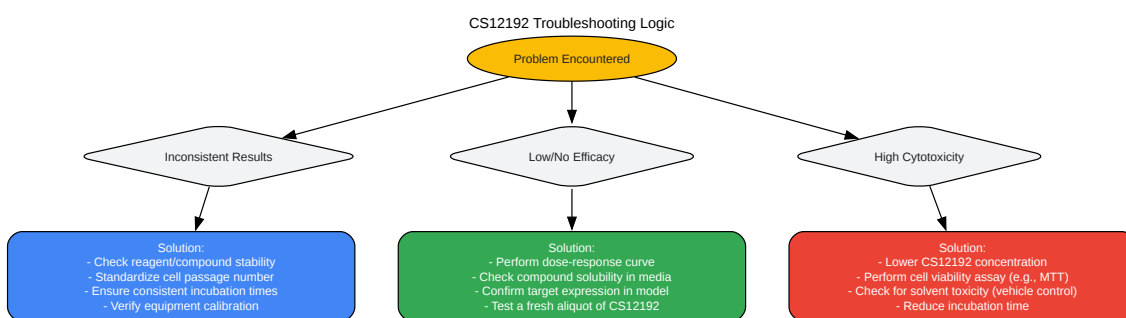 CS12192 Troubleshooting Logic
Problem Encountered
Inconsistent Results
Low/No Efficacy
High Cytotoxicity
Solution:
- Check reagent/compound stability
- Standardize cell passage number
- Ensure consistent incubation times
- Verify equipment calibration
Solution:
- Perform dose-response curve
- Check compound solubility in media
- Confirm target expression in model
- Test a fresh aliquot of CS12192
Solution:
- Lower CS12192 concentration
- Perform cell viability assay (e.g., MTT)
- Check for solvent toxicity (vehicle control)
- Reduce incubation time